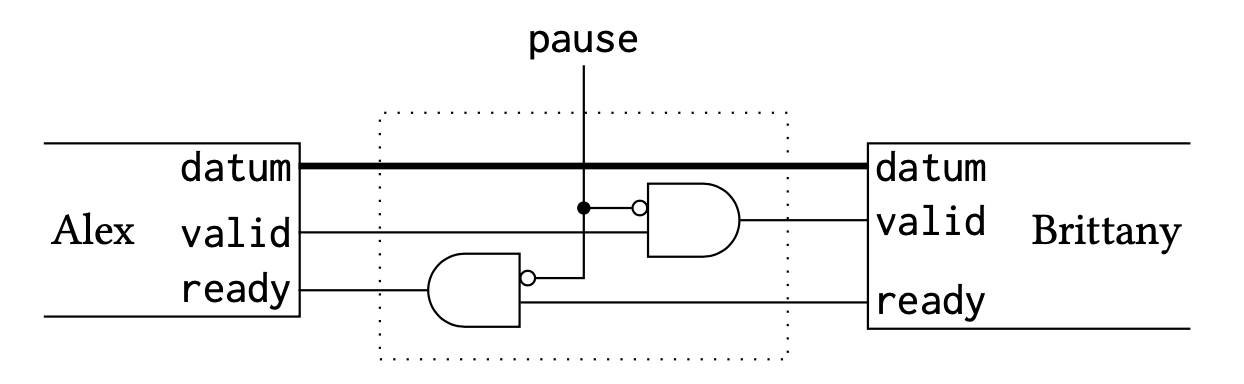 pause
datum
valid
ready
Alex
datum
valid
ready
Brittany